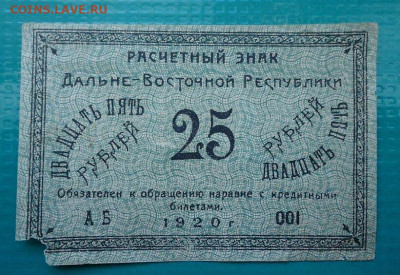 COINS.LAVE.RU
РАСЧЕТНЫЙ ЗНАК
ДАЛЬНЕ-ВОСТОЧНОЙ РЕСПУБЛИКИ
ДВАДЦАТЬ ПЯТЬ
РУБЛЕЙ
25
РУБЛЕЙ
ДВАДЦАТЬ ПЯТЬ
Обязателен к обращению наравне с кредитными
билетами.
АБ
1920 г
001